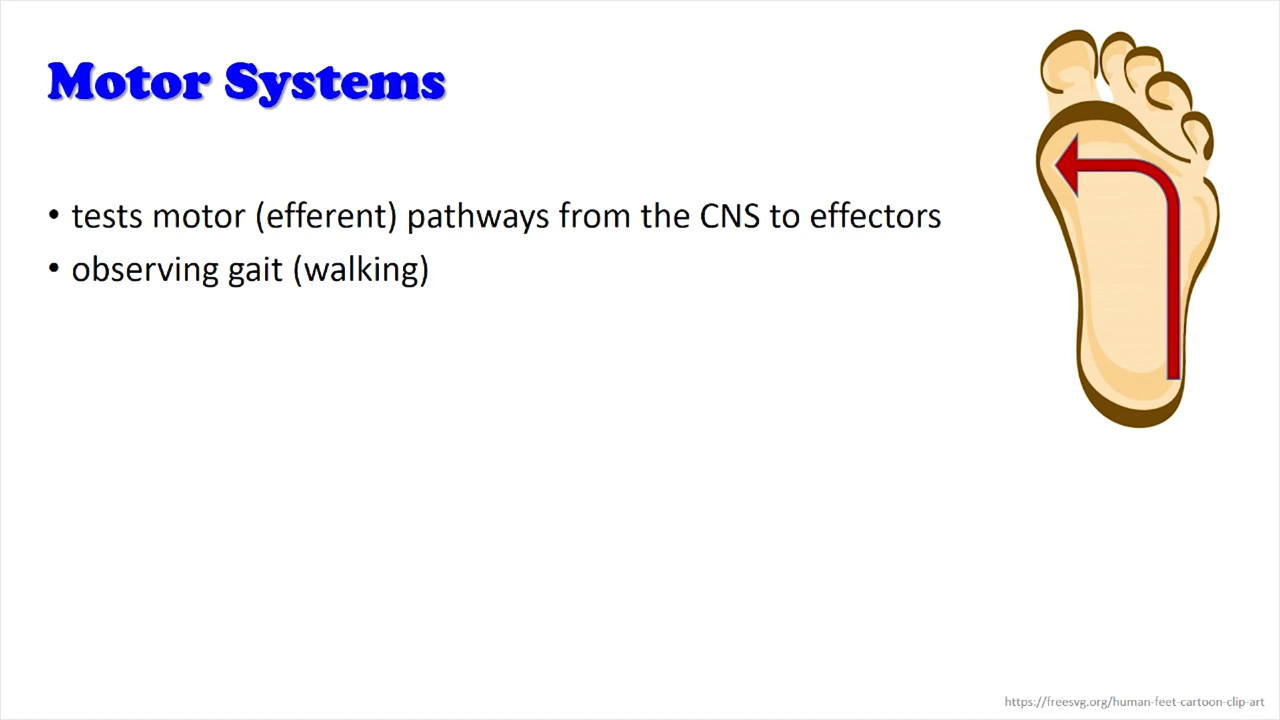 Motor Systems
• tests motor (efferent) pathways from the CNS to effectors
• observing gait (walking)
https://freesvg.org/human-feet-cartoon-clip-art